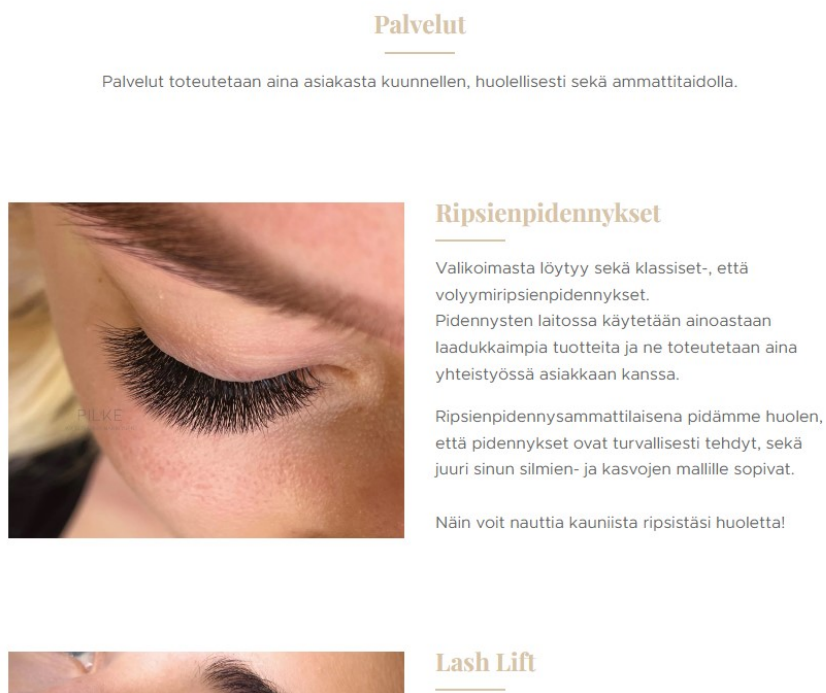 Palvelut
Palvelut toteutetaan aina asiakasta kuunnellen, huolellisesti sekä ammattitaidolla.
Ripsienpidennykset
Valikoimasta löytyy sekä klassiset-, että
volyymiripsienpidennykset.
Pidennysten laitossa käytetään ainoastaan
laadukkaimpia tuotteita ja ne toteutetaan aina
yhteistyössä asiakkaan kanssa.
Ripsienpidennysammattilaisena pidämme huolen,
että pidennykset ovat turvallisesti tehdyt, sekä
juuri sinun silmien- ja kasvojen mallille sopivat.
Näin voit nauttia kauniista ripsistäsi huoletta!
PILKE
Lash Lift